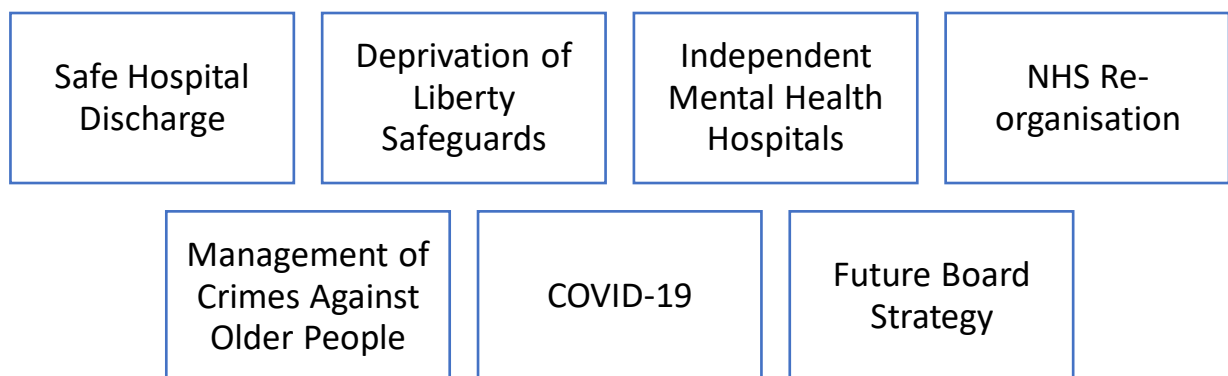 Safe Hospital
Discharge
Deprivation of
Liberty
Safeguards
Independent
Mental Health
Hospitals
NHS Re-
organisation
Management of
Crimes Against
Older People
COVID-19
Future Board
Strategy